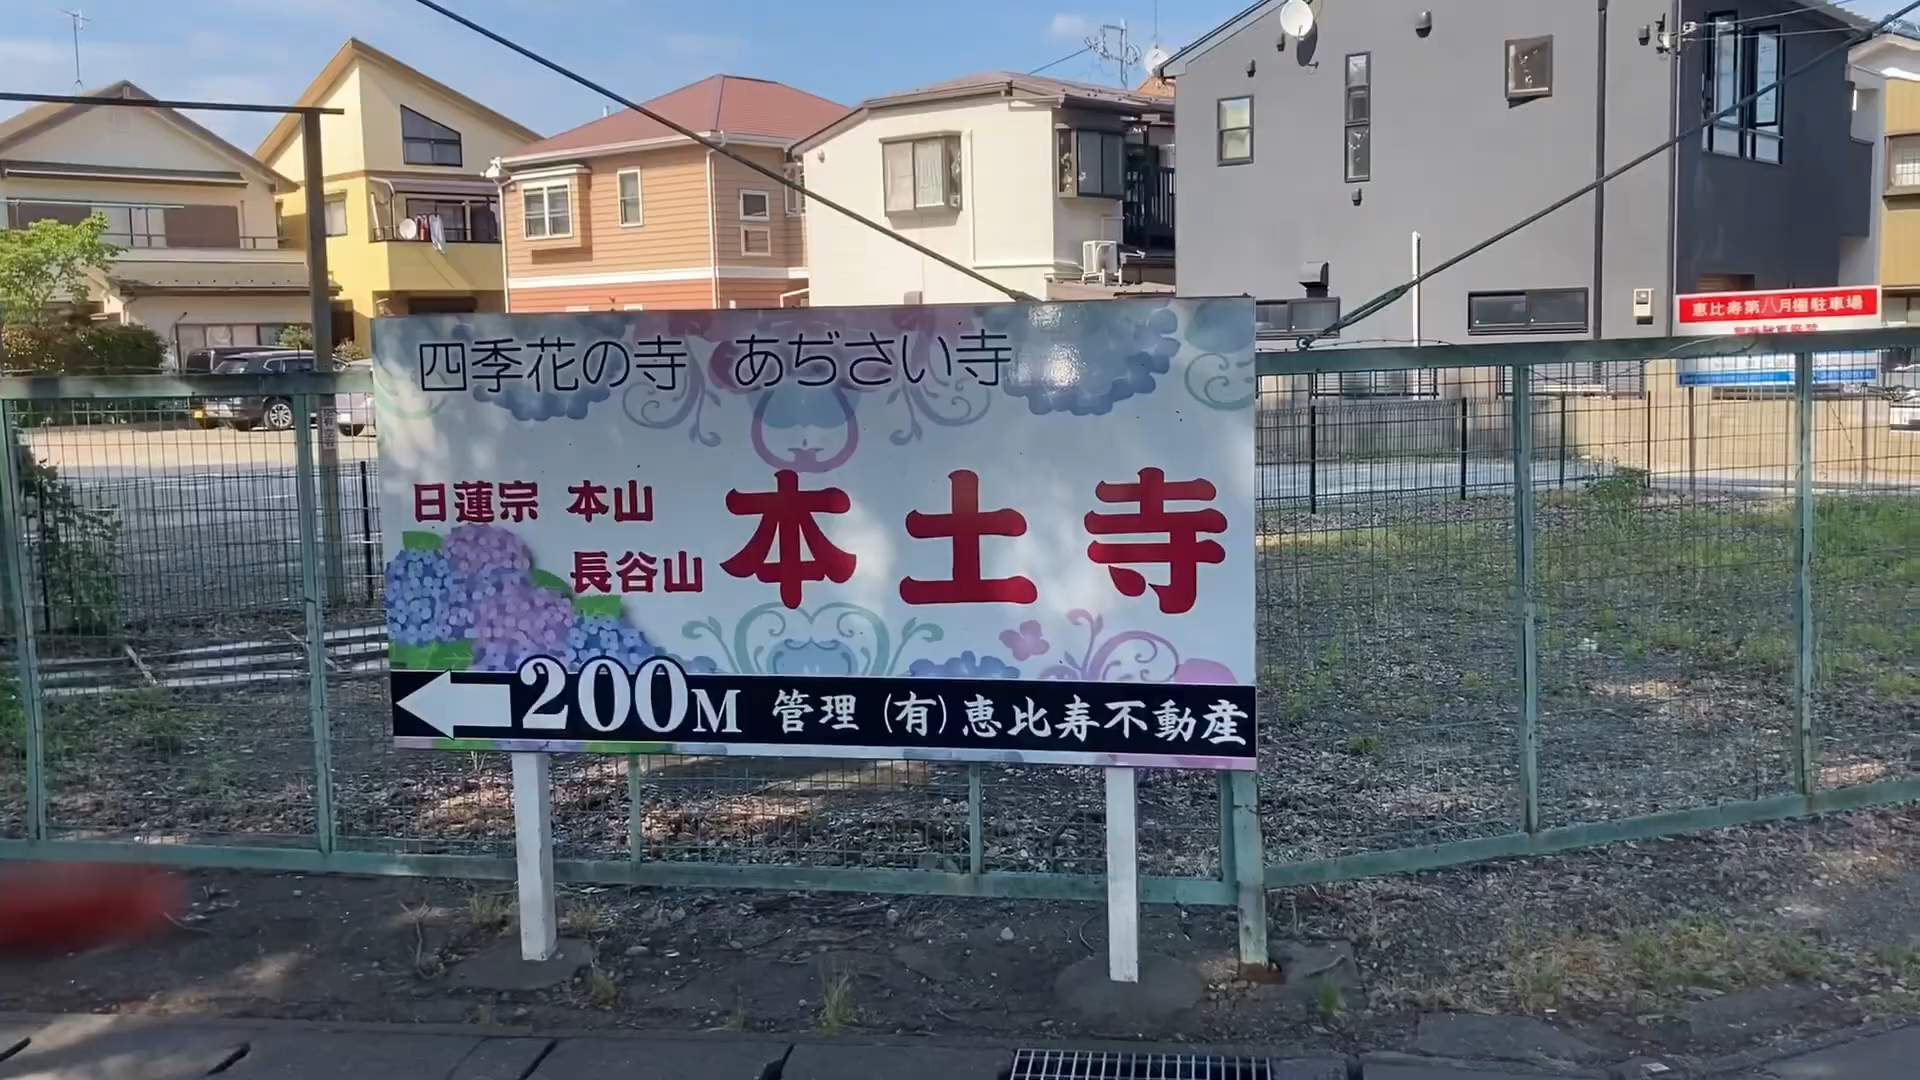 四季花の寺 あぢさい寺
日蓮宗 本山
長谷山
本土寺
200M 管理 (有) 恵比寿不動産
恵比寿第八月極駐車場